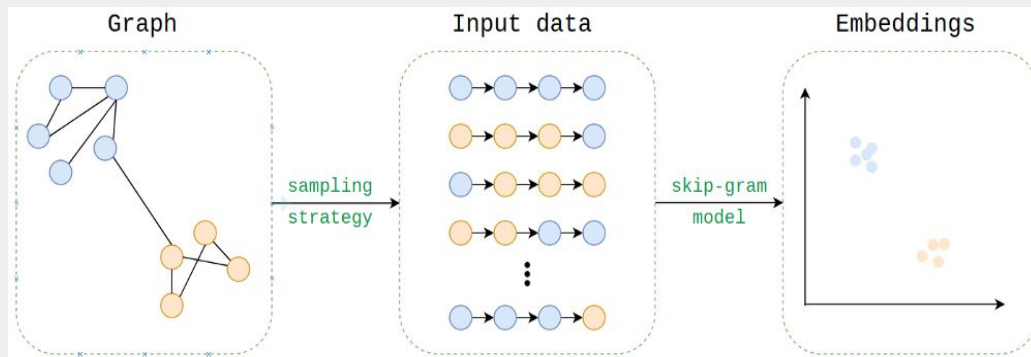 Graph
Input data
Embeddings
sampling
strategy
skip-gram
model